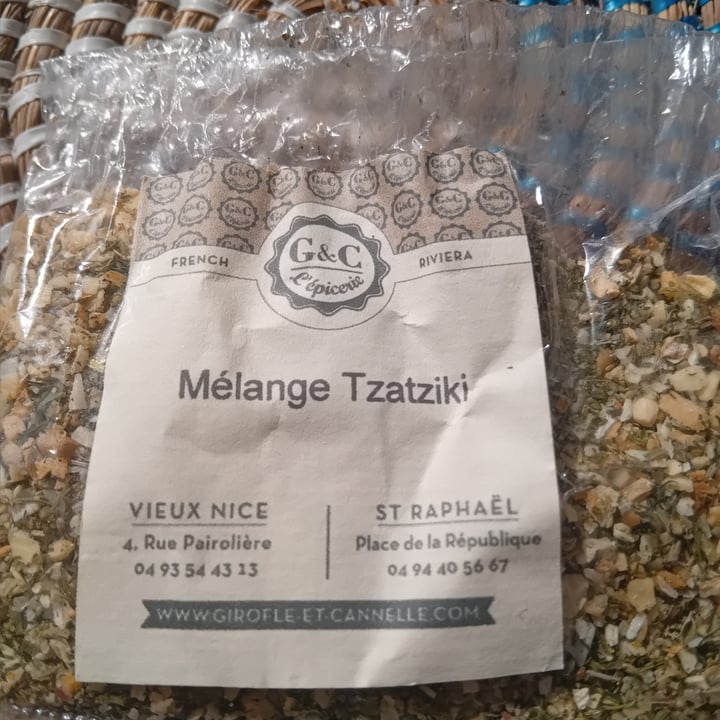 G&C
L'épicerie
FRENCH RIVIERA
Mélange Tzatziki
VIEUX NICE
4, Rue Pairolière
04 93 54 43 13
ST RAPHAËL
Place de la République
04 94 40 56 67
WWW.GIROFLE-ET-CANNELLE.COM